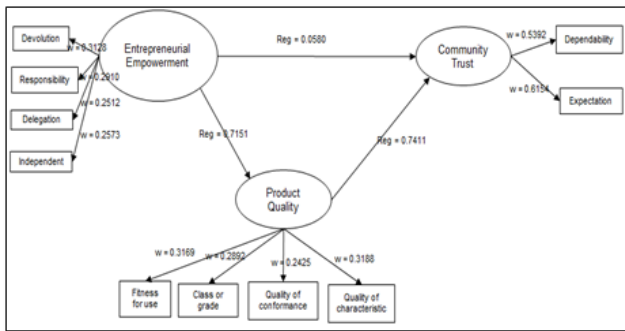 Devolution
w = 0.3128
Entrepreneurial
Empowerment
Reg = 0.0580
Community
Trust
w = 0.5392
Dependability
Responsibility
w = 0.2910
Delegation
w = 0.2512
w = 0.6154
Expectation
Independent
w = 0.2573
Reg = 0.7151
Reg = 0.7411
Product
Quality
w = 0.3169
w = 0.2892
w = 0.2425
w = 0.3188
Fitness
for use
Class or
grade
Quality of
conformance
Quality of
characteristic